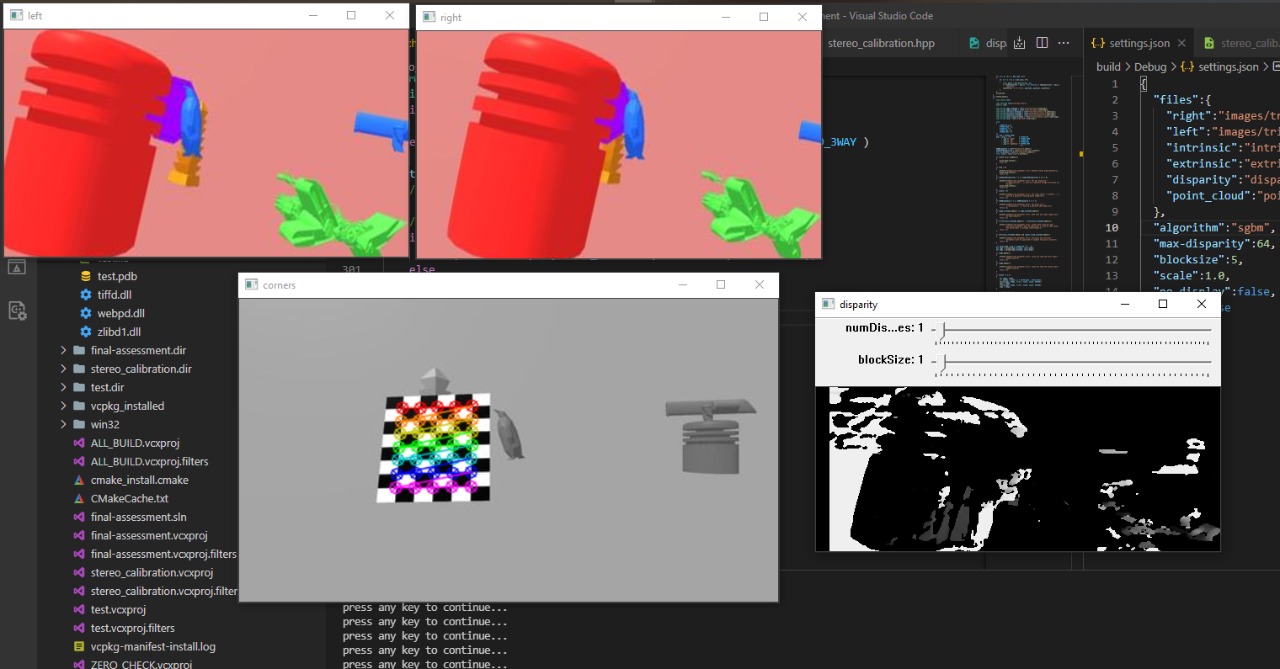 left
right
ment - Visual Studio Code
stereo_calibration.hpp
disp
settings.json
stereo_calib.
build > Debug > settings.json >
1 {
2 "files":{
3 "right":"images/tri
4 "left":"images/tri
5 "intrinsic":"intri
6 "extrinsic":"extri
7 "disparity":"dispa
8 "point_cloud":"poi
9 },
10 "algorithm":"sgbm",
11 "max-disparity":64,
12 "blocksize":5,
13 "scale":1.0,
_3WAY )
301
else
test.pdb
tiffd.dll
webpd.dll
zlibd1.dll
final-assessment.dir
stereo_calibration.dir
test.dir
vcpkg_installed
win32
ALL_BUILD.vcxproj
ALL_BUILD.vcxproj.filters
cmake_install.cmake
CMakeCache.txt
final-assessment.sln
final-assessment.vcxproj
final-assessment.vcxproj.filters
stereo_calibration.vcxproj
stereo_calibration.vcxproj.filter
test.vcxproj
test.vcxproj.filters
vcpkg-manifest-install.log
ZERO_CHECK.vcxproj
corners
disparity
numDis...es: 1
blockSize: 1
press any key to continue...
press any key to continue...
press any key to continue...
press any key to continue...
press any key to continue...